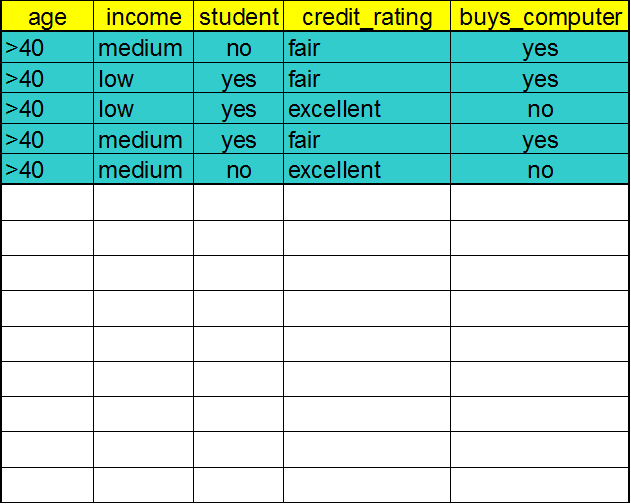 age income student credit_rating buys_computer
>40 medium no fair yes
>40 low yes fair yes
>40 low yes excellent no
>40 medium yes fair yes
>40 medium no excellent no